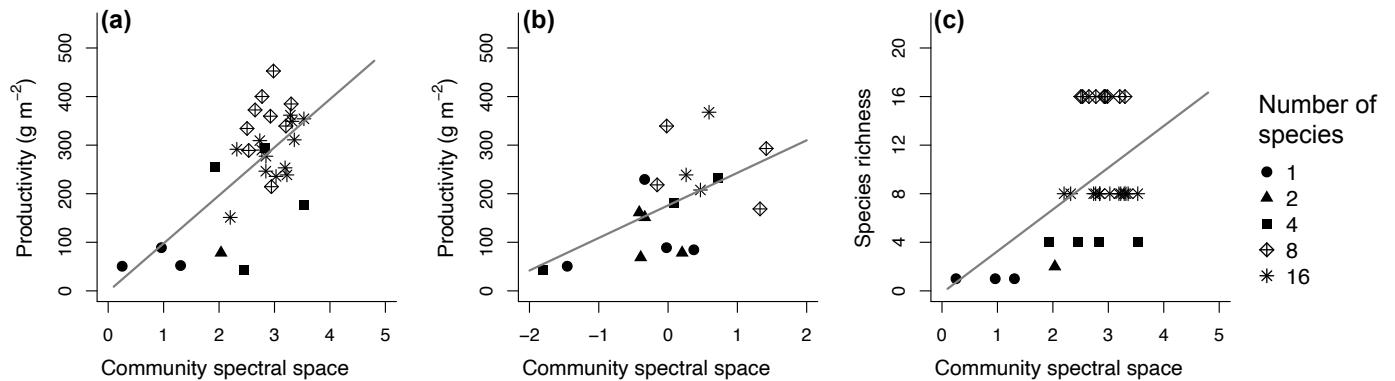 (a)
Productivity (g m−2)
0 100 200 300 400 500
0 1 2 3 4 5
Community spectral space
(b)
Productivity (g m−2)
0 100 200 300 400 500
−2 −1 0 1 2
Community spectral space
(c)
Species richness
0 4 8 12 16 20
0 1 2 3 4 5
Community spectral space
Number of
species
1
2
4
8
16